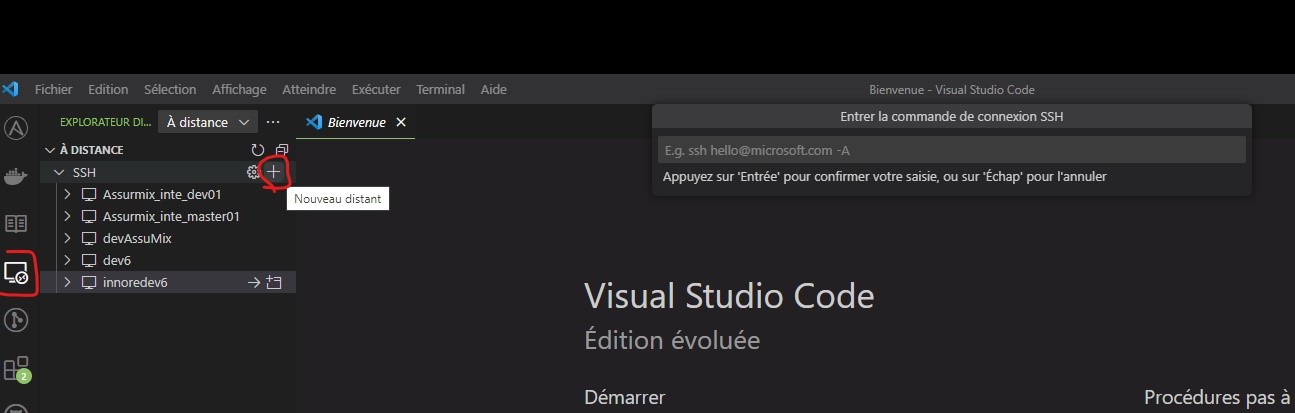 Fichier Edition Sélection Affichage Atteindre Exécuter Terminal Aide
Bienvenue - Visual Studio Code
EXPLORATEUR DI... À distance
Bienvenue
Entrer la commande de connexion SSH
E.g. ssh hello@microsoft.com -A
Appuyez sur 'Entrée' pour confirmer votre saisie, ou sur 'Échap' pour l'annuler
À DISTANCE
SSH
Nouveau distant
Assurmix_inte_dev01
Assurmix_inte_master01
devAssuMix
dev6
innoredev6
2
Visual Studio Code
Édition évoluée
Démarrer
Procédures pas à